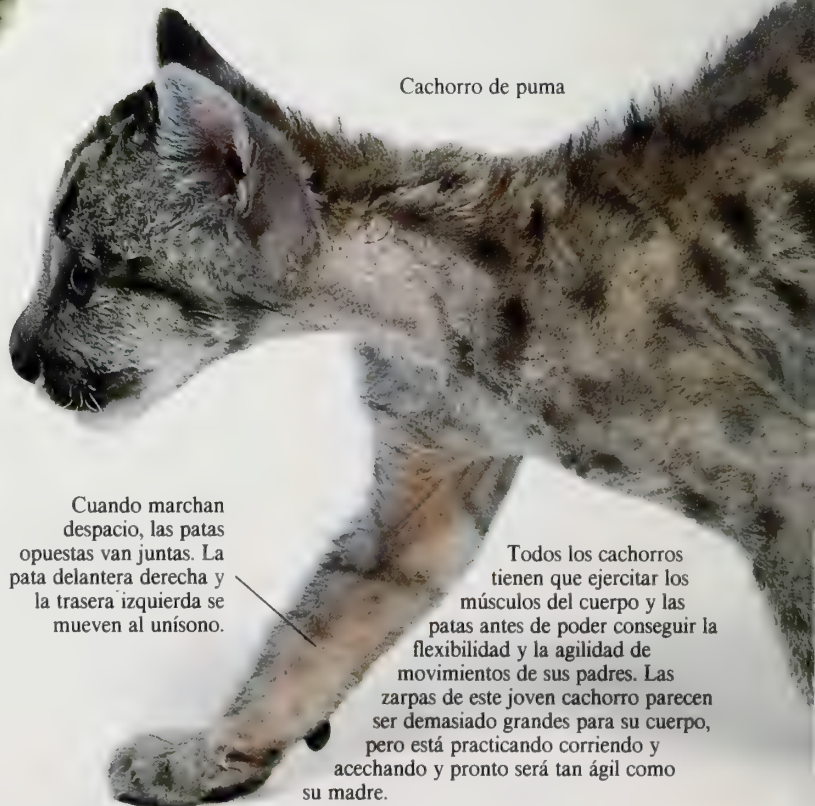 Cachorro de puma
Cuando marchan
despacio, las patas
opuestas van juntas. La
pata delantera derecha y
la trasera izquierda se
mueven al unísono.
Todos los cachorros
tienen que ejercitar los
músculos del cuerpo y las
patas antes de poder conseguir la
flexibilidad y la agilidad de
movimientos de sus padres. Las
zarpas de este joven cachorro parecen
ser demasiado grandes para su cuerpo,
pero está practicando corriendo y
acechando y pronto será tan ágil como
su madre.